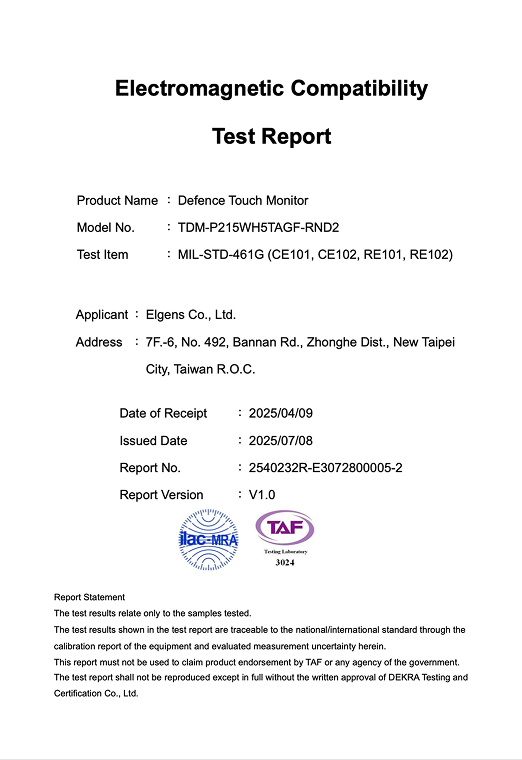 Electromagnetic Compatibility
Test Report
Product Name : Defence Touch Monitor
Model No. : TDM-P215WH5TAGF-RND2
Test Item : MIL-STD-461G (CE101, CE102, RE101, RE102)
Applicant : Elgens Co., Ltd.
Address : 7F.-6, No. 492, Bannan Rd., Zhonghe Dist., New Taipei
City, Taiwan R.O.C.
Date of Receipt : 2025/04/09
Issued Date : 2025/07/08
Report No. : 2540232R-E3072800005-2
Report Version : V1.0
ilac-MRA
TAF
Testing Laboratory
3024
Report Statement
The test results relate only to the samples tested.
The test results shown in the test report are traceable to the national/international standard through the
calibration report of the equipment and evaluated measurement uncertainty herein.
This report must not be used to claim product endorsement by TAF or any agency of the government.
The test report shall not be reproduced except in full without the written approval of DEKRA Testing and
Certification Co., Ltd.